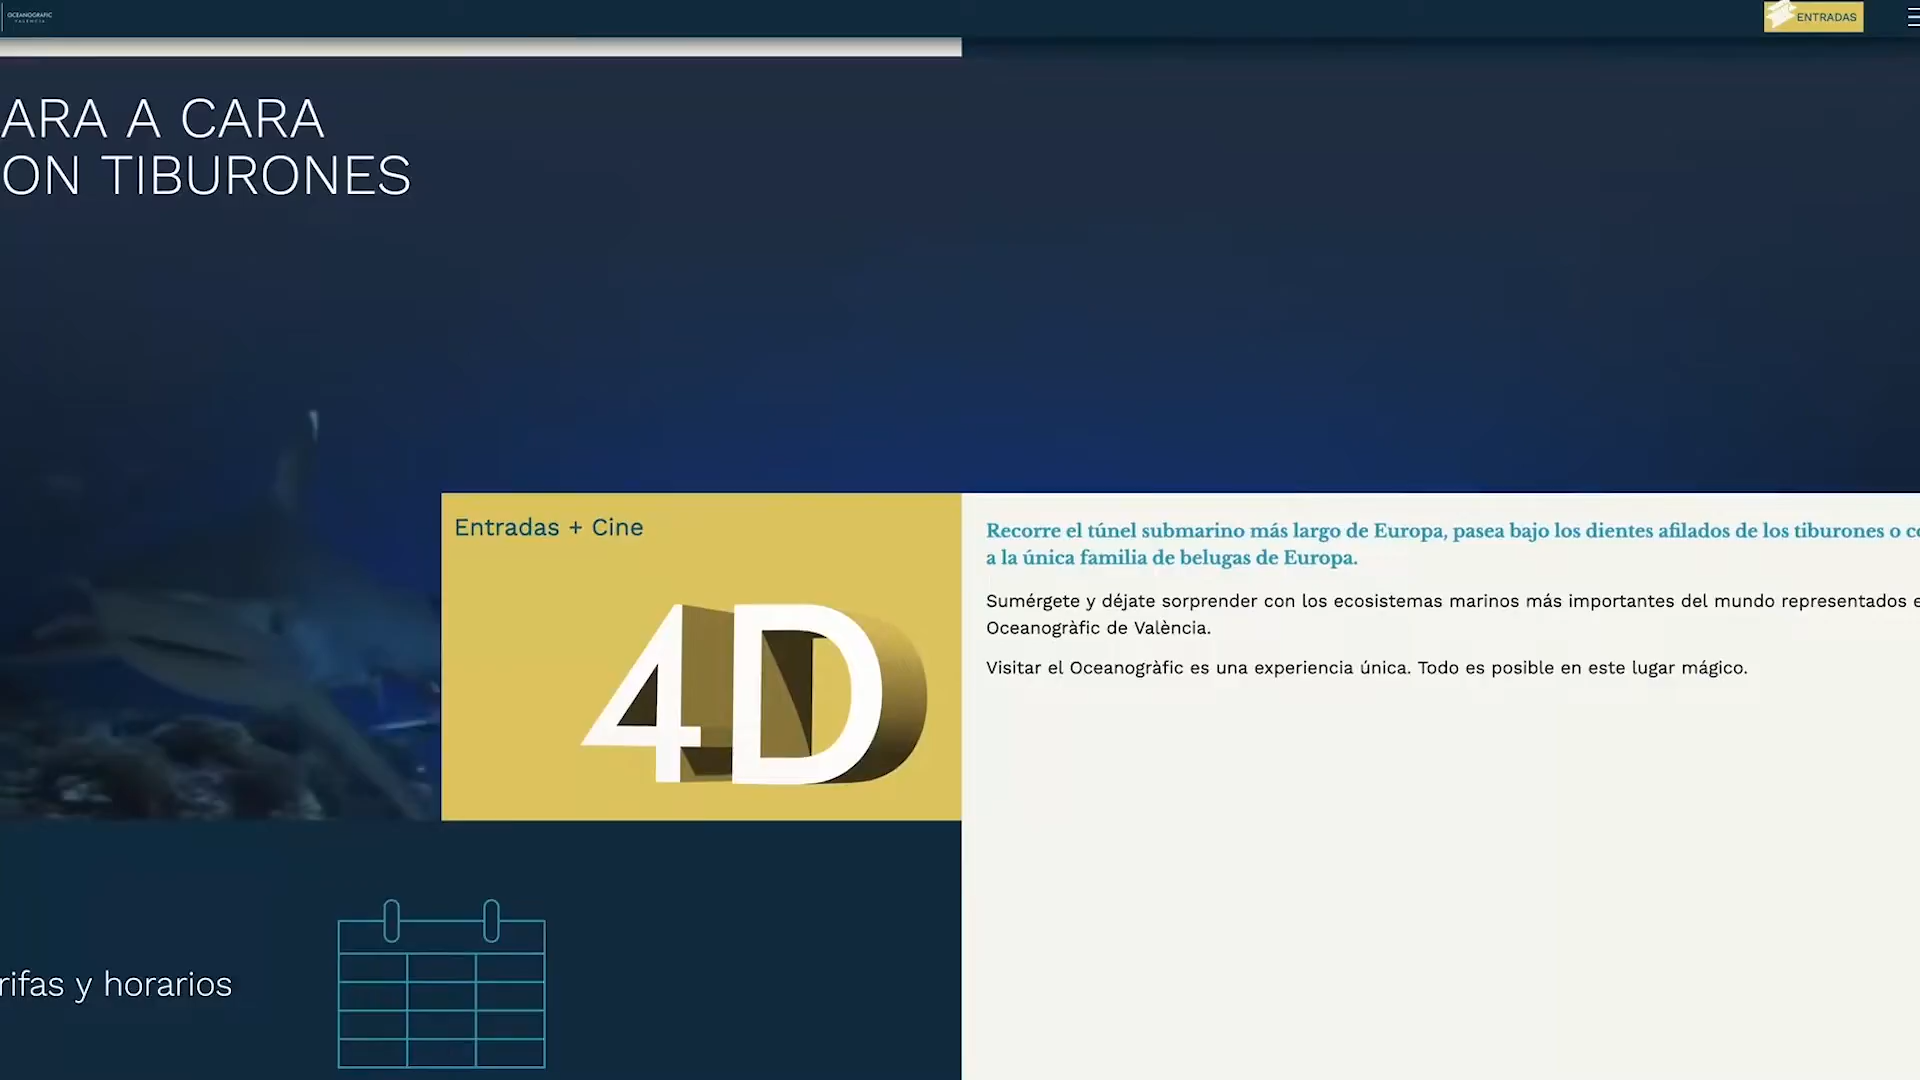 OCEANOGRAFIC
VALÈNCIA
ENTRADAS
ARA A CARA
ON TIBURONES
Entradas + Cine
4D
Recorre el túnel submarino más largo de Europa, pasea bajo los dientes afilados de los tiburones o
a la única familia de belugas de Europa.
Sumérgete y déjate sorprender con los ecosistemas marinos más importantes del mundo representados
Oceanogràfic de València.
Visitar el Oceanogràfic es una experiencia única. Todo es posible en este lugar mágico.
rifas y horarios